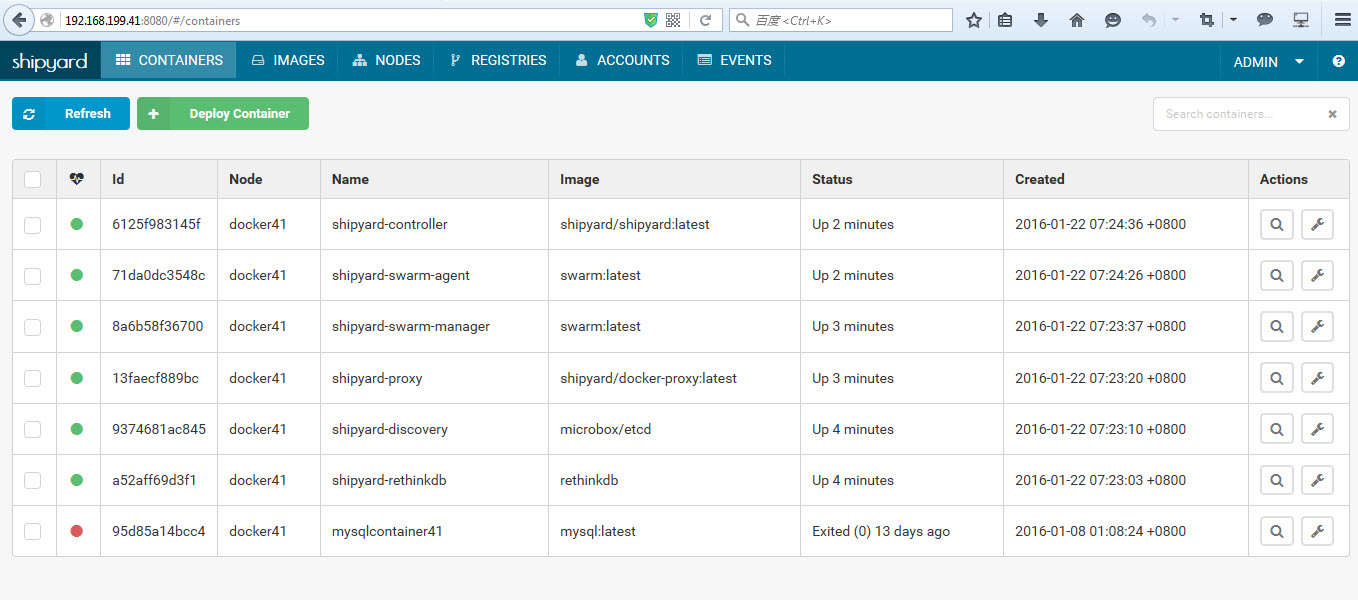 192.168.199.41:8080/#/containers 百度 <Ctrl+K>
shipyard CONTAINERS IMAGES NODES REGISTRIES ACCOUNTS EVENTS ADMIN
Refresh Deploy Container Search containers...
Id Node Name Image Status Created Actions
6125f983145f docker41 shipyard-controller shipyard/shipyard:latest Up 2 minutes 2016-01-22 07:24:36 +0800
71da0dc3548c docker41 shipyard-swarm-agent swarm:latest Up 2 minutes 2016-01-22 07:24:26 +0800
8a6b58f36700 docker41 shipyard-swarm-manager swarm:latest Up 3 minutes 2016-01-22 07:23:37 +0800
13faecf889bc docker41 shipyard-proxy shipyard/docker-proxy:latest Up 3 minutes 2016-01-22 07:23:20 +0800
9374681ac845 docker41 shipyard-discovery microbox/etcd Up 4 minutes 2016-01-22 07:23:10 +0800
a52aff69d3f1 docker41 shipyard-rethinkdb rethinkdb Up 4 minutes 2016-01-22 07:23:03 +0800
95d85a14bcc4 docker41 mysqlcontainer41 mysql:latest Exited (0) 13 days ago 2016-01-08 01:08:24 +0800